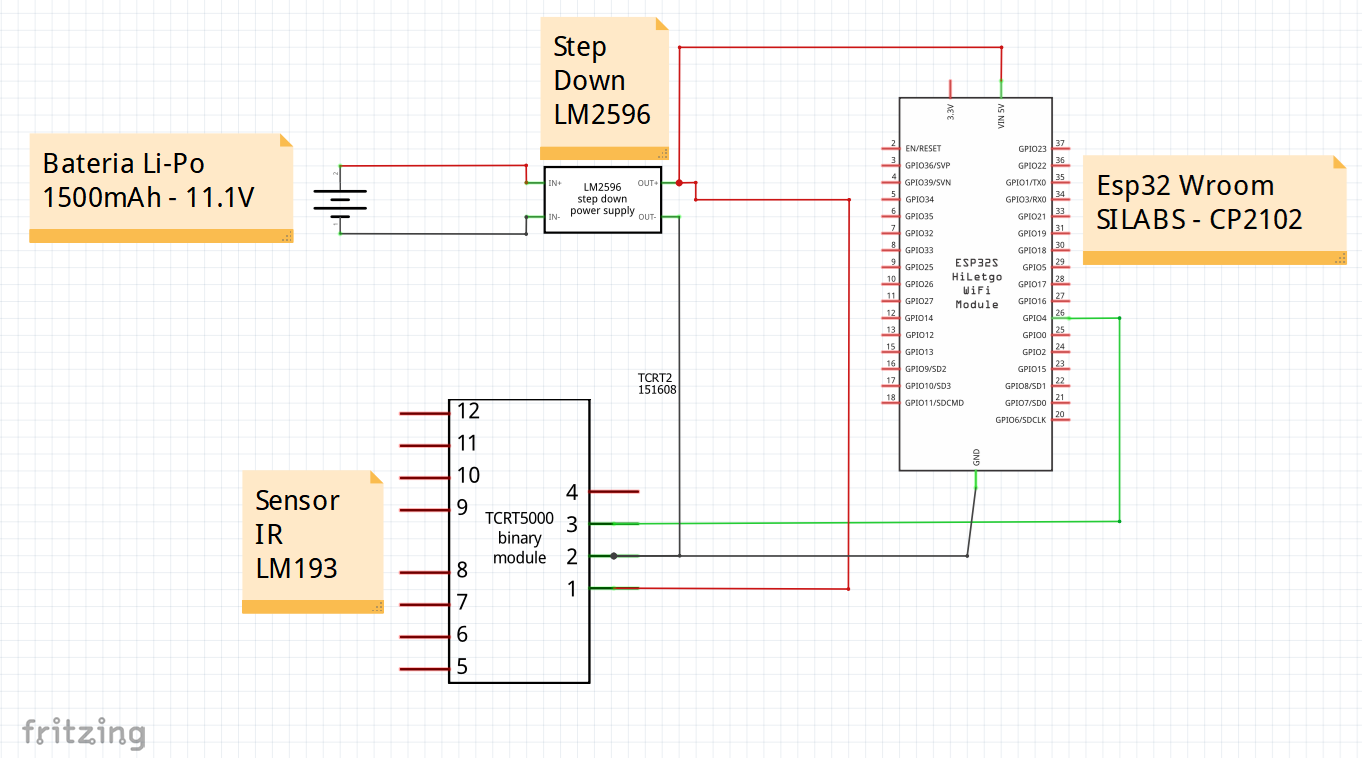 Step
Down
LM2596
Bateria Li-Po
1500mAh - 11.1V
2
1
IN+
IN-
LM2596
step down
power supply
OUT+
OUT-
3.3V
VIN 5V
2 EN/RESET
3 GPIO36/SVP
4 GPIO39/SVN
5 GPIO34
6 GPIO35
7 GPIO32
8 GPIO33
9 GPIO25
10 GPIO26
11 GPIO27
12 GPIO14
13 GPIO12
15 GPIO13
16 GPIO9/SD2
17 GPIO10/SD3
18 GPIO11/SDCMD
ESP32S
HiLetgo
WiFi
Module
GPIO23 37
GPIO22 36
GPIO1/TX0 35
GPIO3/RX0 34
GPIO21 33
GPIO19 31
GPIO18 30
GPIO5 29
GPIO17 28
GPIO16 27
GPIO4 26
GPIO0 25
GPIO2 24
GPIO15 23
GPIO8/SD1 22
GPIO7/SD0 21
GPIO6/SDCLK 20
GND
Esp32 Wroom
SILABS - CP2102
TCRT2
151608
12
11
10
9
8
7
6
5
TCRT5000
binary
module
4
3
2
1
Sensor
IR
LM193
fritzing